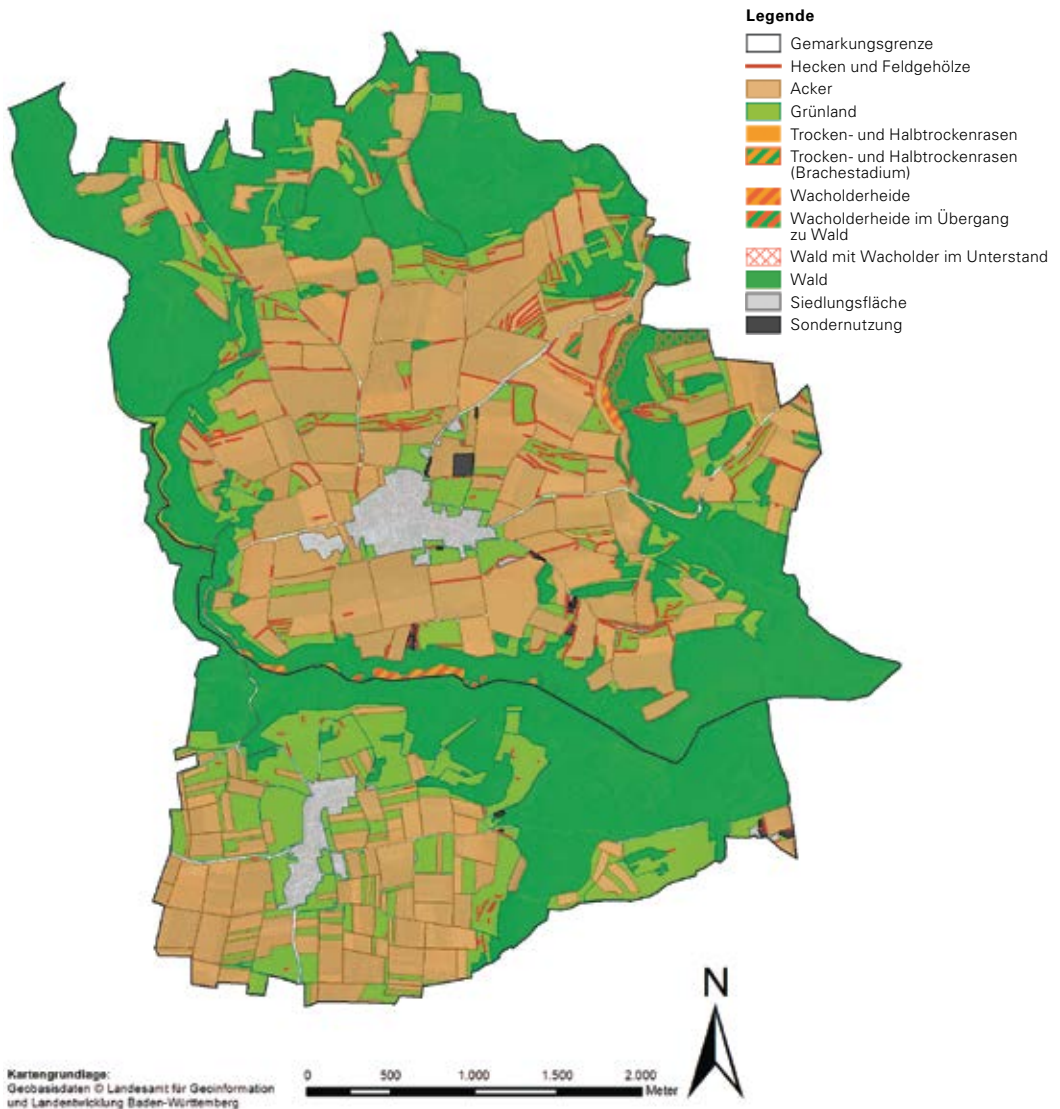 Legende
Gemarkungsgrenze
Hecken und Feldgehölze
Acker
Grünland
Trocken- und Halbtrockenrasen
Trocken- und Halbtrockenrasen
(Brachestadium)
Wacholderheide
Wacholderheide im Übergang
zu Wald
Wald mit Wacholder im Unterstand
Wald
Siedlungsfläche
Sondernutzung
N
Kartengrundlage:
Geobasisdaten © Landesamt für Geoinformation
und Landentwicklung Baden-Württemberg
0 500 1.000 1.500 2.000
Meter